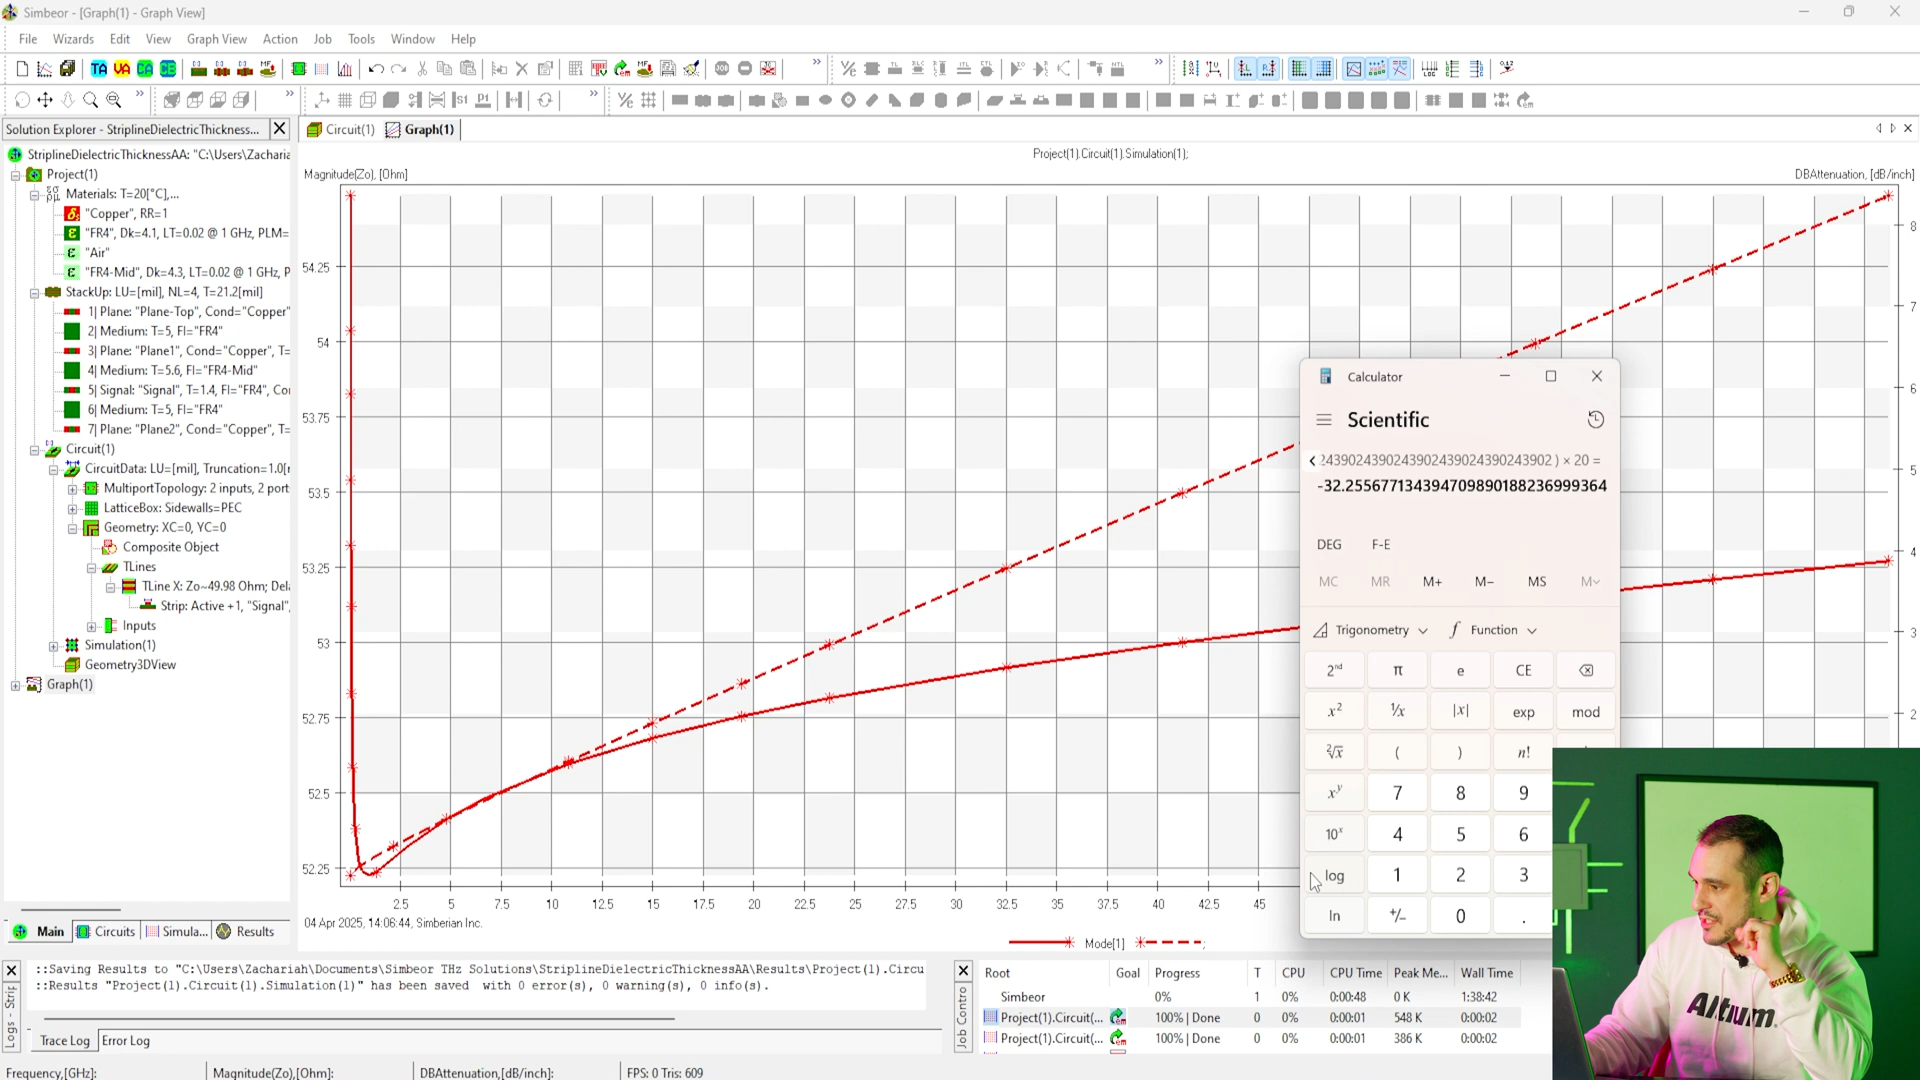 Simbeor - [Graph(1) - Graph View]
File Wizards Edit View Graph View Action Job Tools Window Help
TA VA CA CB
Solution Explorer - StriplineDielectricThickness...
Circuit(1) Graph(1)
StriplineDielectricThicknessAA: "C:\Users\Zacharia
Project(1)
Materials: T=20[°C],...
"Copper", RR=1
"FR4", Dk=4.1, LT=0.02 @ 1 GHz, PLM=
"Air"
"FR4-Mid", Dk=4.3, LT=0.02 @ 1 GHz, P
StackUp: LU=[mil], NL=4, T=21.2[mil]
1| Plane: "Plane-Top", Cond="Copper"
2| Medium: T=5, Fl="FR4"
3| Plane: "Plane1", Cond="Copper", T=
4| Medium: T=5.6, Fl="FR4-Mid"
5| Signal: "Signal", T=1.4, Fl="FR4", Co
6| Medium: T=5, Fl="FR4"
7| Plane: "Plane2", Cond="Copper", T=
Circuit(1)
CircuitData: LU=[mil], Truncation=1.0[
MultiportTopology: 2 inputs, 2 port
LatticeBox: Sidewalls=PEC
Geometry: XC=0, YC=0
Composite Object
TLines
TLine X: Zo~49.98 Ohm; Del
Strip: Active +1, "Signal",
Inputs
Simulation(1)
Geometry3DView
Graph(1)
Main Circuits Simula... Results
Project(1).Circuit(1).Simulation(1);
Magnitude(Zo), [Ohm]
DBAttenuation, [dB/inch]
54.25
54
53.75
53.5
53.25
53
52.75
52.5
52.25
8
7
6
5
4
3
2
2.5 5 7.5 10 12.5 15 17.5 20 22.5 25 27.5 30 32.5 35 37.5 40 42.5 45
04 Apr 2025, 14:06:44, Simberian Inc.
Mode[1] ;
Calculator
Scientific
2439024390243902439024390243902 ) × 20 =
-32.255677134394709890188236999364
DEG F-E
MC MR M+ M− MS M
Trigonometry Function
2nd π e CE
x² ¹/x |x| exp mod
²√x ( ) n!
xʸ 7 8 9
10ˣ 4 5 6
log 1 2 3
ln +/− 0 .
Altium
Logs - Strip
::Saving Results to "C:\Users\Zachariah\Documents\Simbeor THz Solutions\StriplineDielectricThicknessAA\Results\Project(1).Circu
::Results "Project(1).Circuit(1).Simulation(1)" has been saved with 0 error(s), 0 warning(s), 0 info(s).
Trace Log Error Log
Job Contro
Root Goal Progress T CPU CPU Time Peak Me... Wall Time
Simbeor 0% 1 0% 0:00:48 0 K 1:38:42
Project(1).Circuit(... 100% | Done 0 0% 0:00:01 548 K 0:00:02
Project(1).Circuit(... 100% | Done 0 0% 0:00:01 386 K 0:00:02
Frequency,[GHz]: Magnitude(Zo),[Ohm]: DBAttenuation,[dB/inch]: FPS: 0 Tris: 609